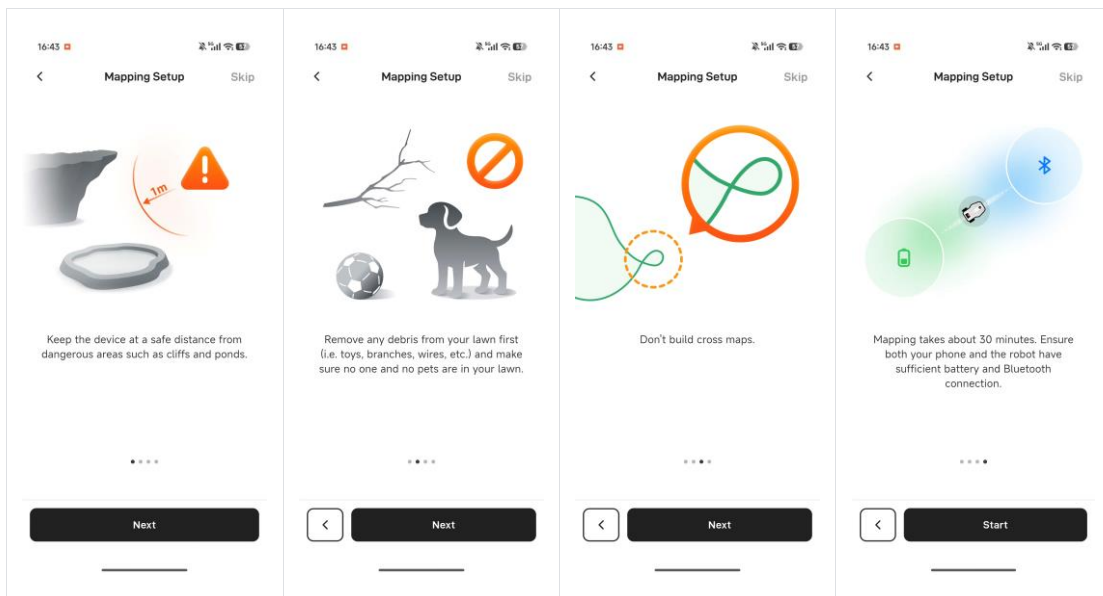 16:43
Mapping Setup
Skip
1m
Keep the device at a safe distance from
dangerous areas such as cliffs and ponds.
Next
16:43
Mapping Setup
Skip
Remove any debris from your lawn first
(i.e. toys, branches, wires, etc.) and make
sure no one and no pets are in your lawn.
Next
16:43
Mapping Setup
Skip
Don't build cross maps.
Next
16:43
Mapping Setup
Skip
Mapping takes about 30 minutes. Ensure
both your phone and the robot have
sufficient battery and Bluetooth
connection.
Start